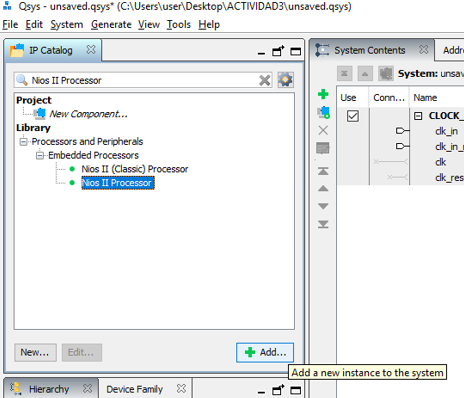 Qsys - unsaved.qsys* (C:\Users\user\Desktop\ACTIVIDAD3\unsaved.qsys)
File Edit System Generate View Tools Help
IP Catalog
Nios II Processor
Project
New Component...
Library
Processors and Peripherals
Embedded Processors
Nios II (Classic) Processor
Nios II Processor
New... Edit... Add...
Add a new instance to the system
Hierarchy Device Family
System Contents Addre
System: unsav
Use Conn... Name
CLOCK_
clk_in
clk_in_r
clk
clk_res